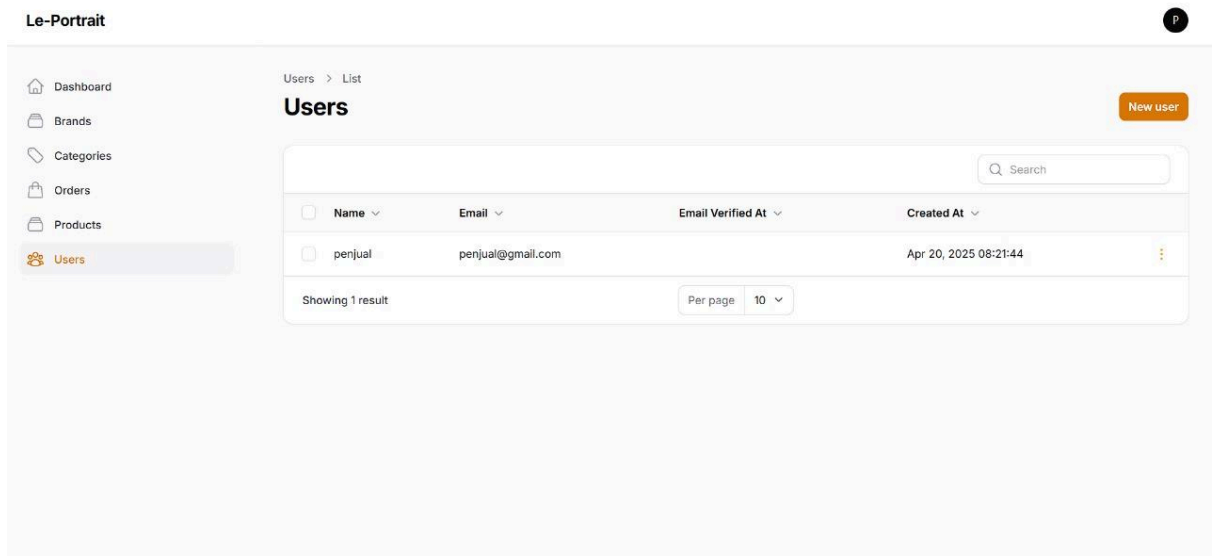 Le-Portrait
P
Dashboard
Brands
Categories
Orders
Products
Users
Users > List
Users
New user
Search
Name Email Email Verified At Created At
penjual penjual@gmail.com Apr 20, 2025 08:21:44
Showing 1 result Per page 10